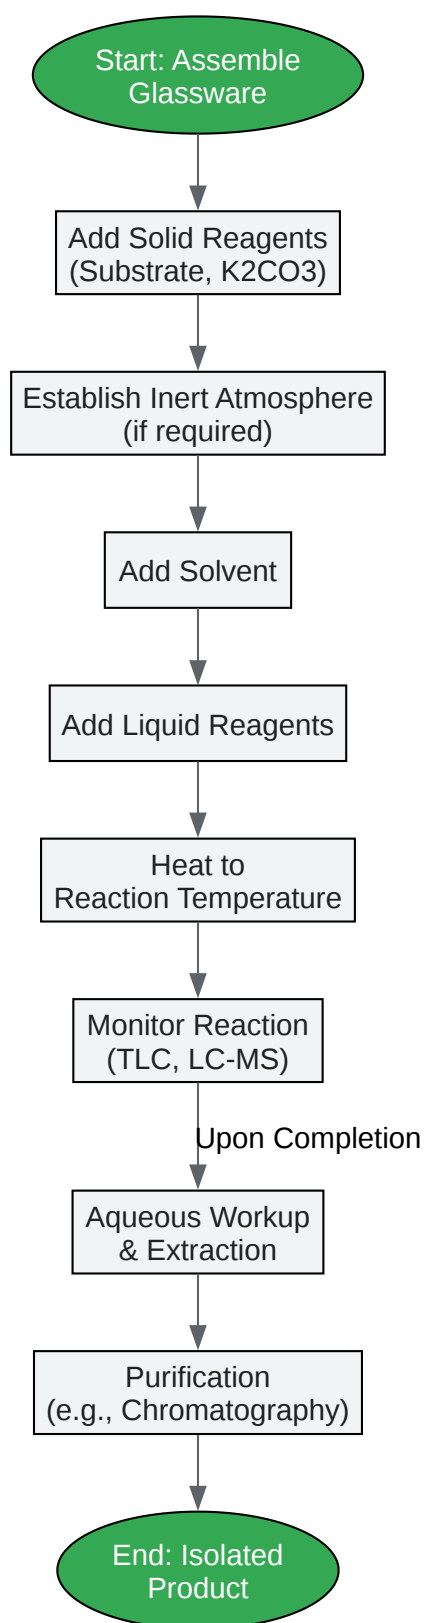 Start: Assemble
Glassware
Add Solid Reagents
(Substrate, K2CO3)
Establish Inert Atmosphere
(if required)
Add Solvent
Add Liquid Reagents
Heat to
Reaction Temperature
Monitor Reaction
(TLC, LC-MS)
Upon Completion
Aqueous Workup
& Extraction
Purification
(e.g., Chromatography)
End: Isolated
Product